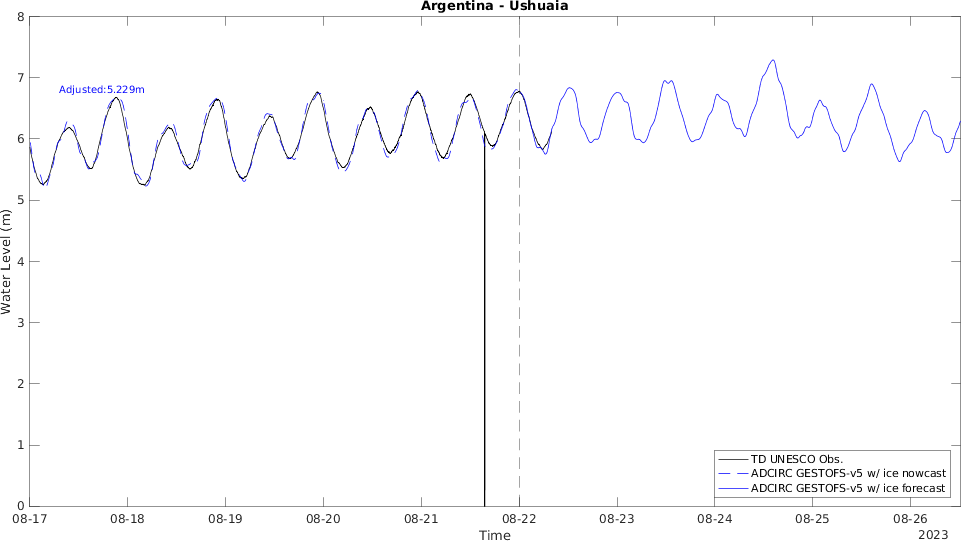 Argentina - Ushuaia
8
7
Adjusted:5.229m
6
5
4
3
2
1
0
Water Level (m)
TD UNESCO Obs.
ADCIRC GESTOFS-v5 w/ ice nowcast
ADCIRC GESTOFS-v5 w/ ice forecast
08-17 08-18 08-19 08-20 08-21 08-22 08-23 08-24 08-25 08-26
Time
2023